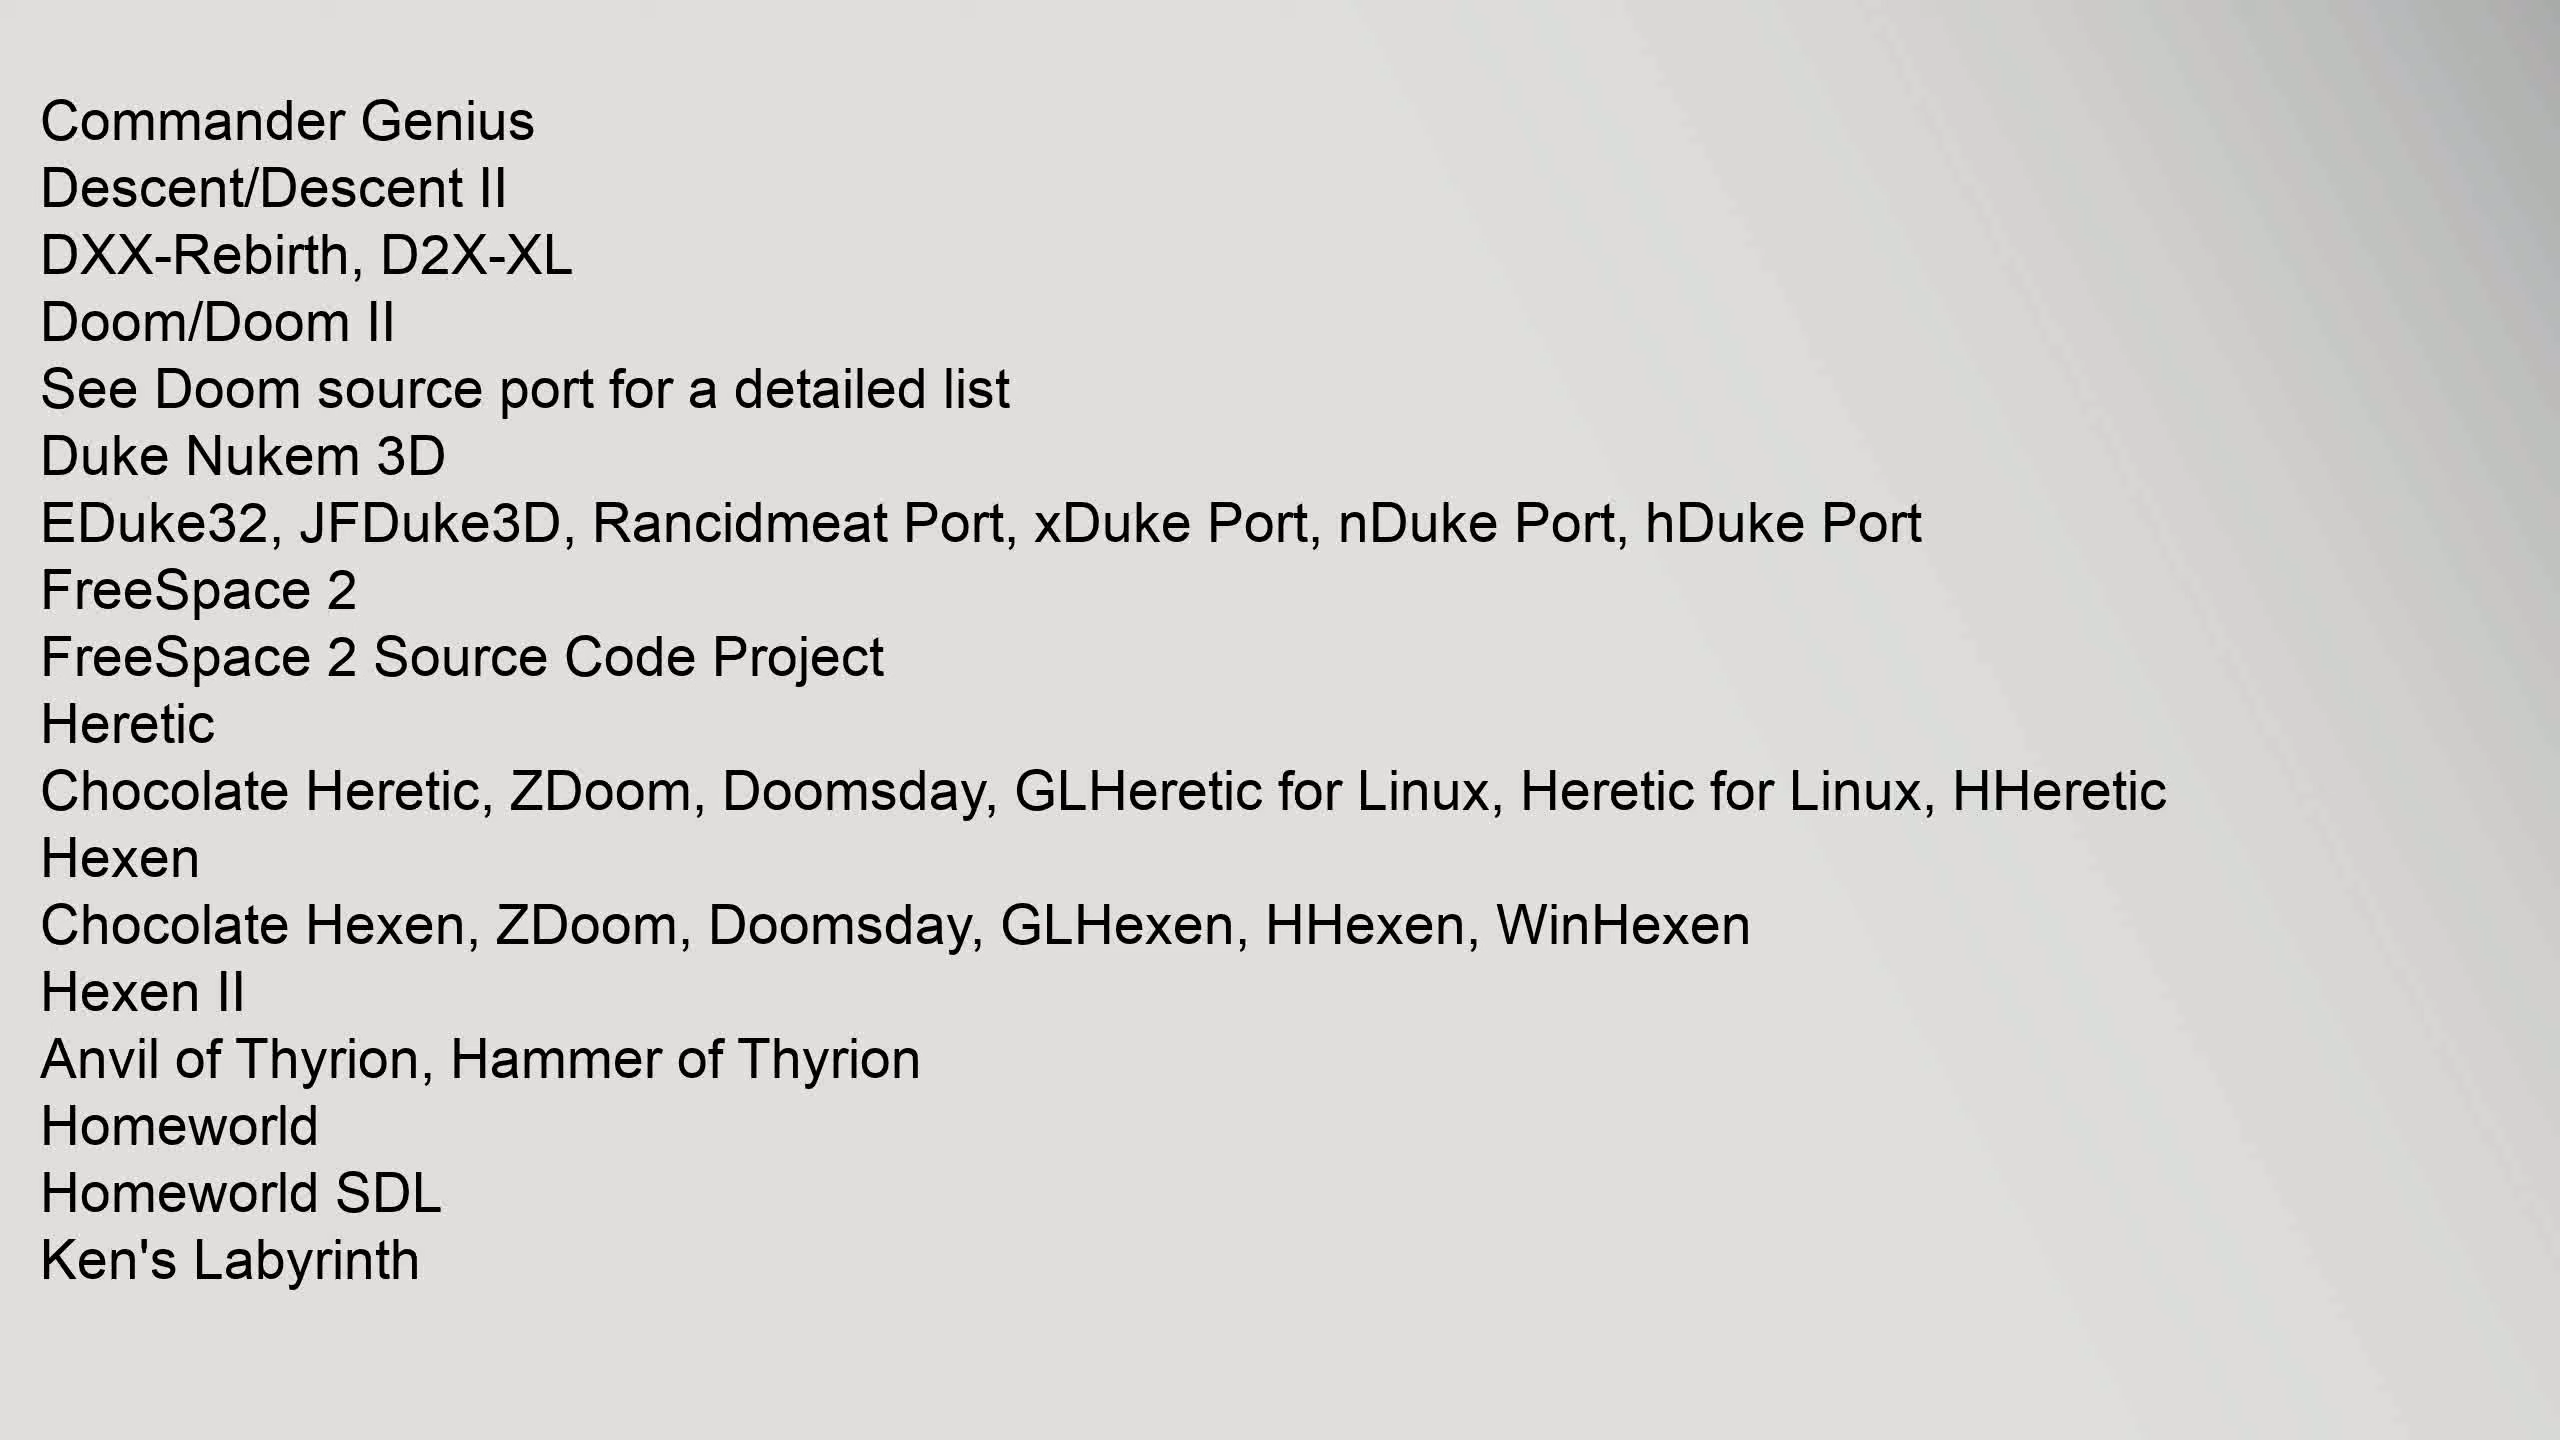 Commander Genius
Descent/Descent II
DXX-Rebirth, D2X-XL
Doom/Doom II
See Doom source port for a detailed list
Duke Nukem 3D
EDuke32, JFDuke3D, Rancidmeat Port, xDuke Port, nDuke Port, hDuke Port
FreeSpace 2
FreeSpace 2 Source Code Project
Heretic
Chocolate Heretic, ZDoom, Doomsday, GLHeretic for Linux, Heretic for Linux, HHeretic
Hexen
Chocolate Hexen, ZDoom, Doomsday, GLHexen, HHexen, WinHexen
Hexen II
Anvil of Thyrion, Hammer of Thyrion
Homeworld
Homeworld SDL
Ken's Labyrinth